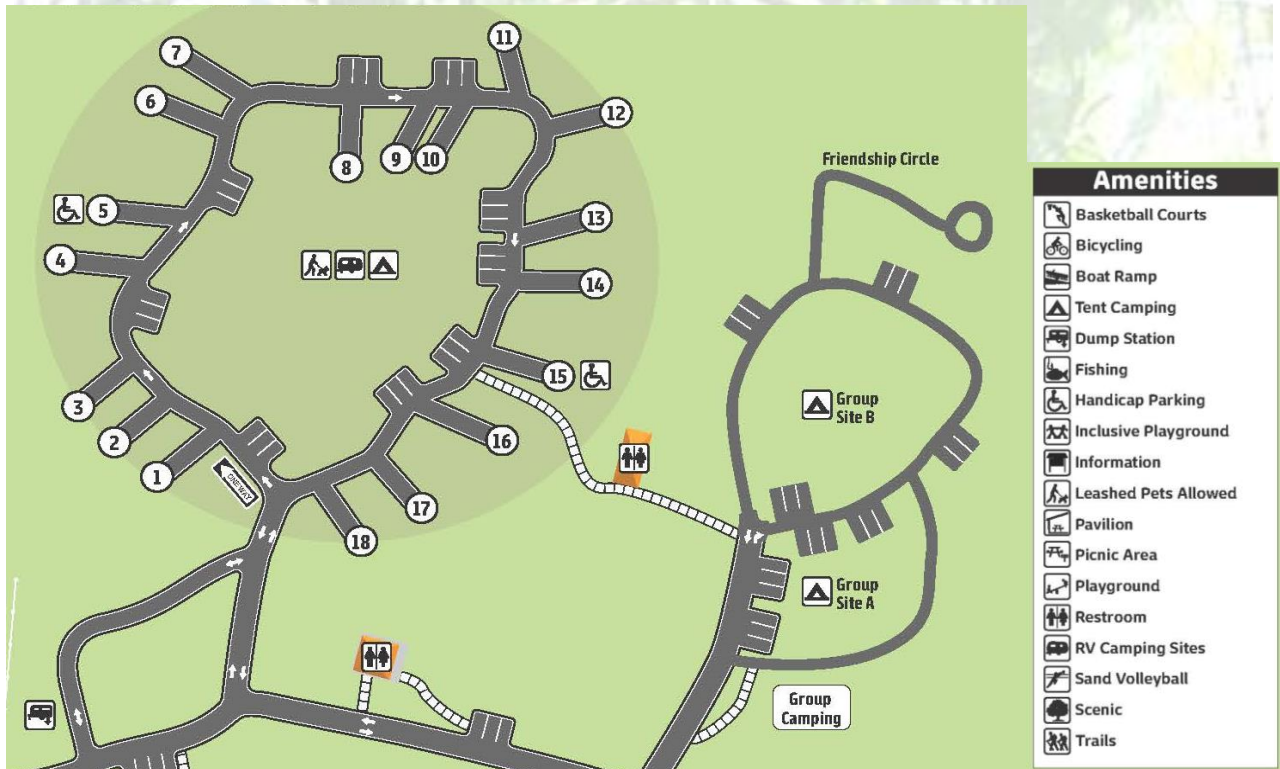 11
7
6
12
8
9
10
Friendship Circle
5
13
4
14
15
3
Group
Site B
2
16
1
ONE WAY
17
18
Group
Site A
Group
Camping
Amenities
Basketball Courts
Bicycling
Boat Ramp
Tent Camping
Dump Station
Fishing
Handicap Parking
Inclusive Playground
Information
Leashed Pets Allowed
Pavilion
Picnic Area
Playground
Restroom
RV Camping Sites
Sand Volleyball
Scenic
Trails